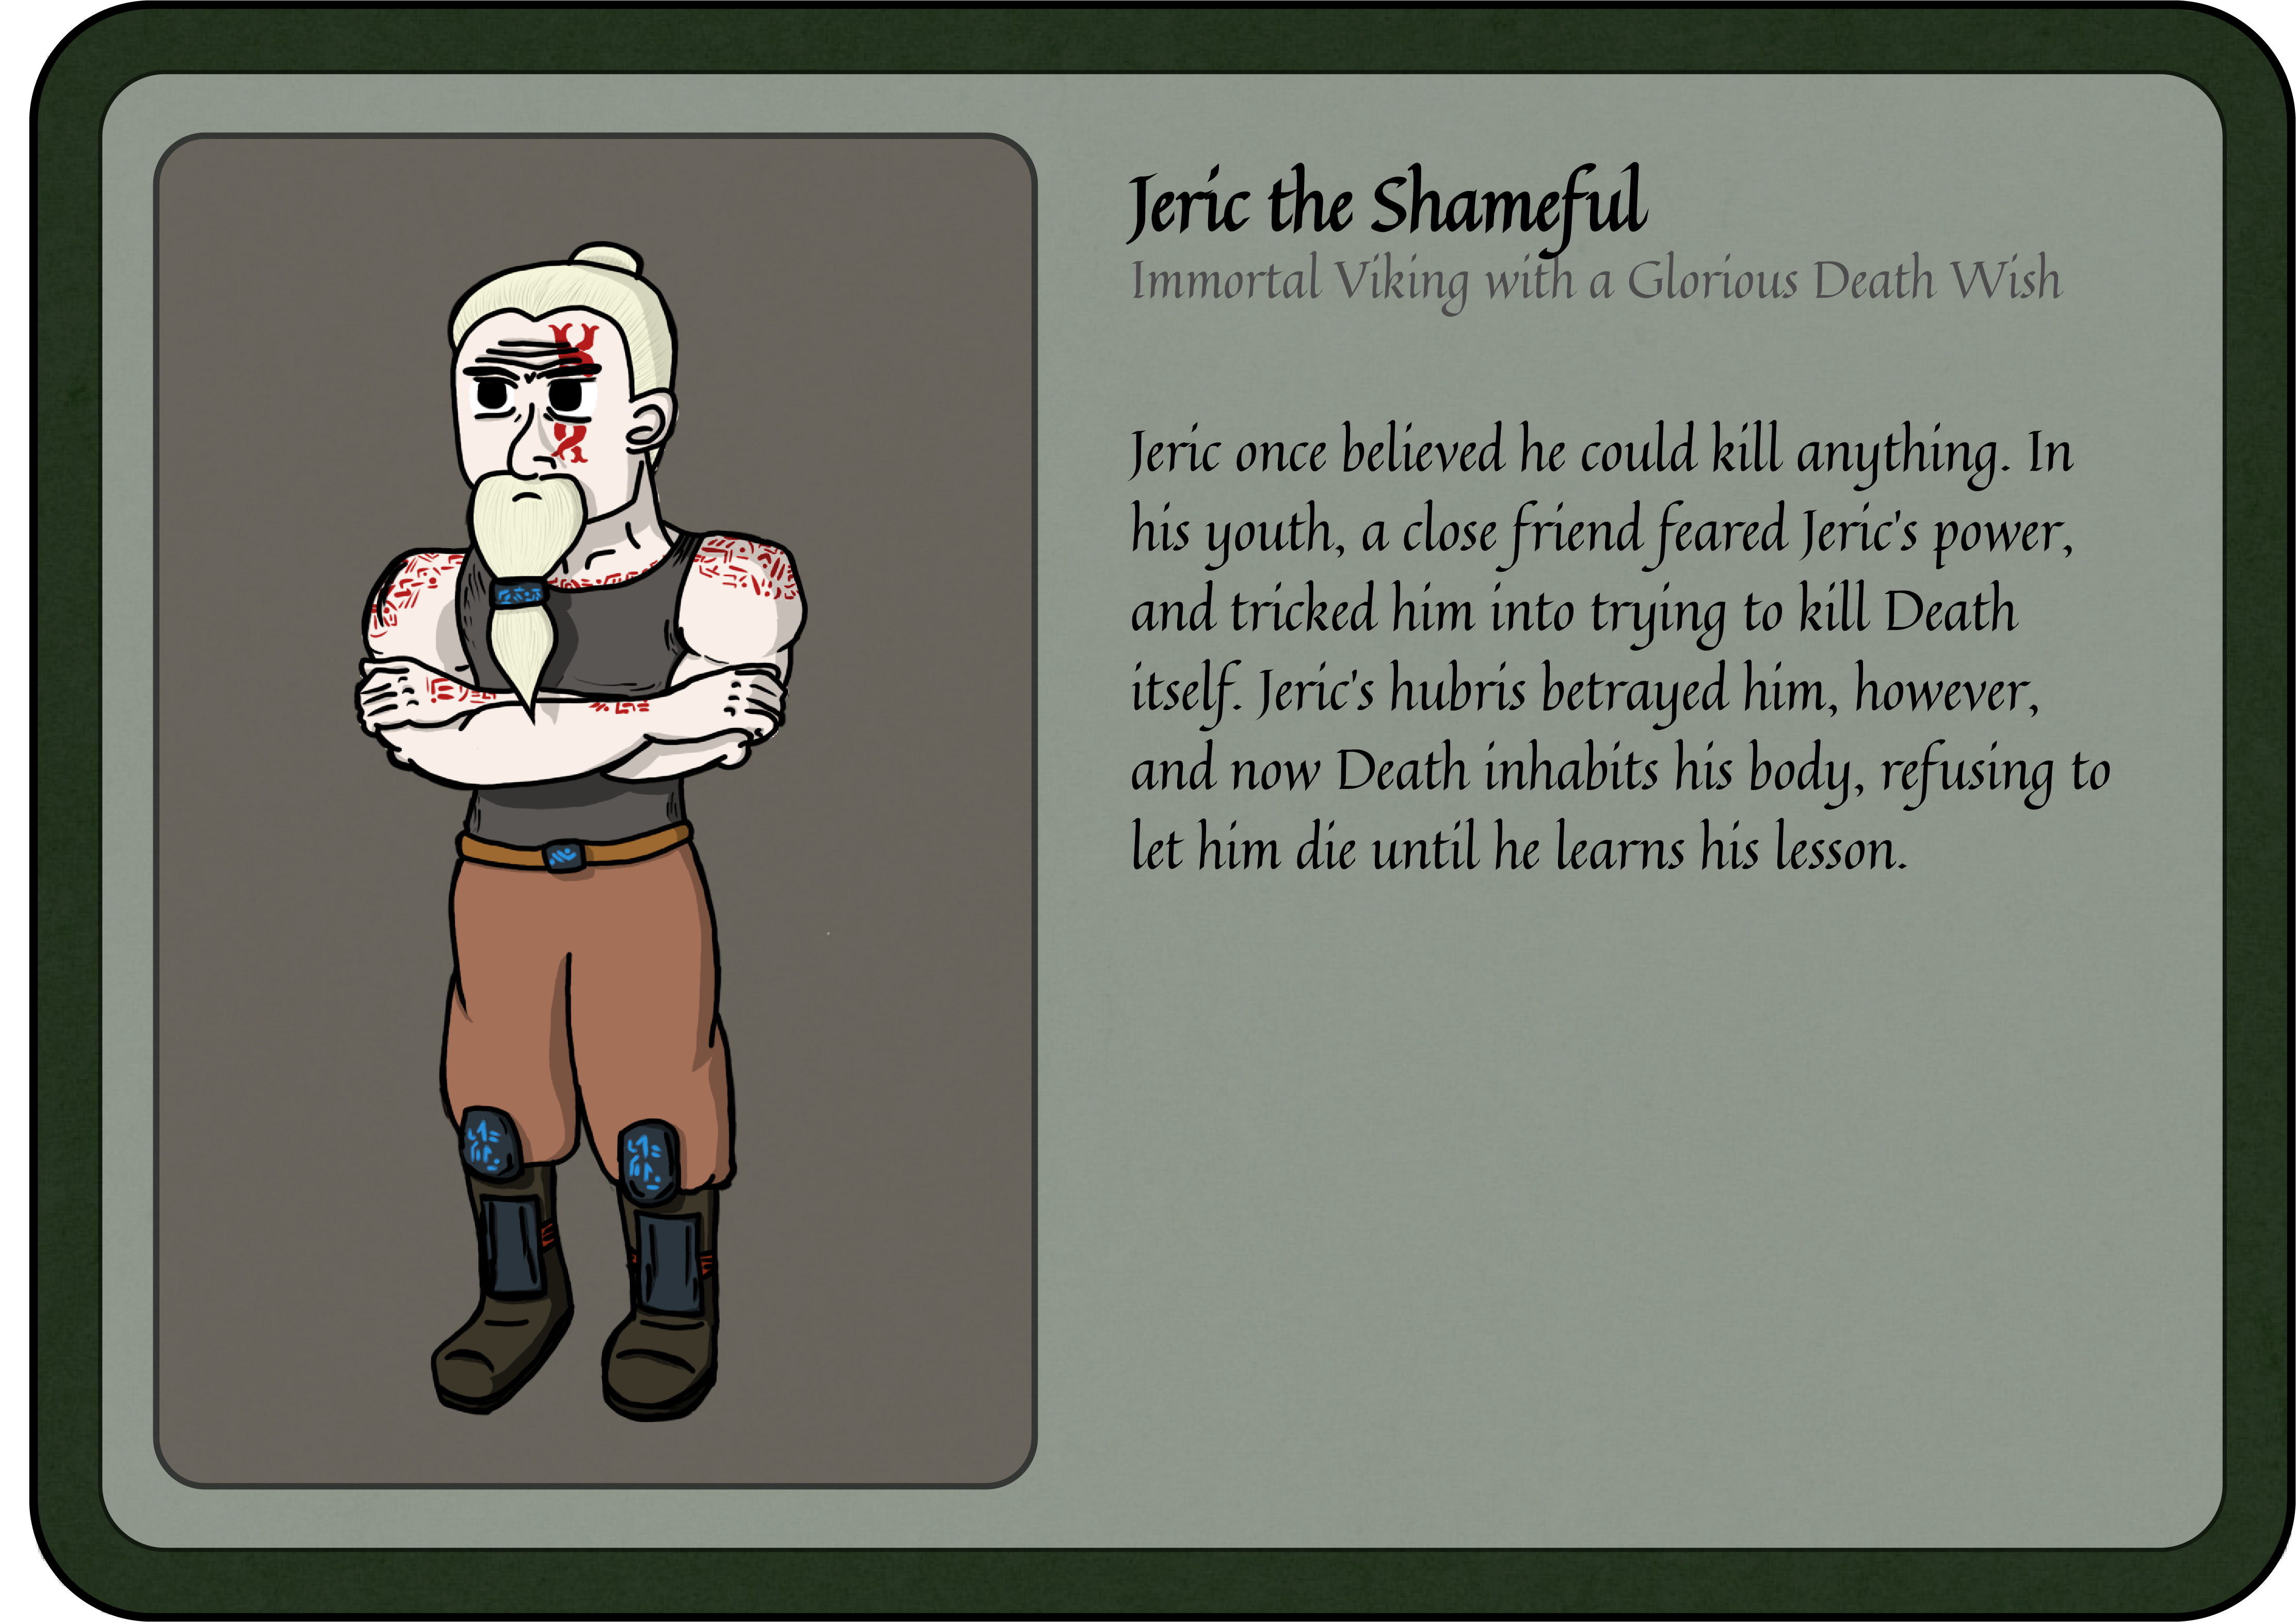 Jeric the Shameful
Immortal Viking with a Glorious Death Wish
Jeric once believed he could kill anything. In
his youth, a close friend feared Jeric's power,
and tricked him into trying to kill Death
itself. Jeric's hubris betrayed him, however,
and now Death inhabits his body, refusing to
let him die until he learns his lesson.